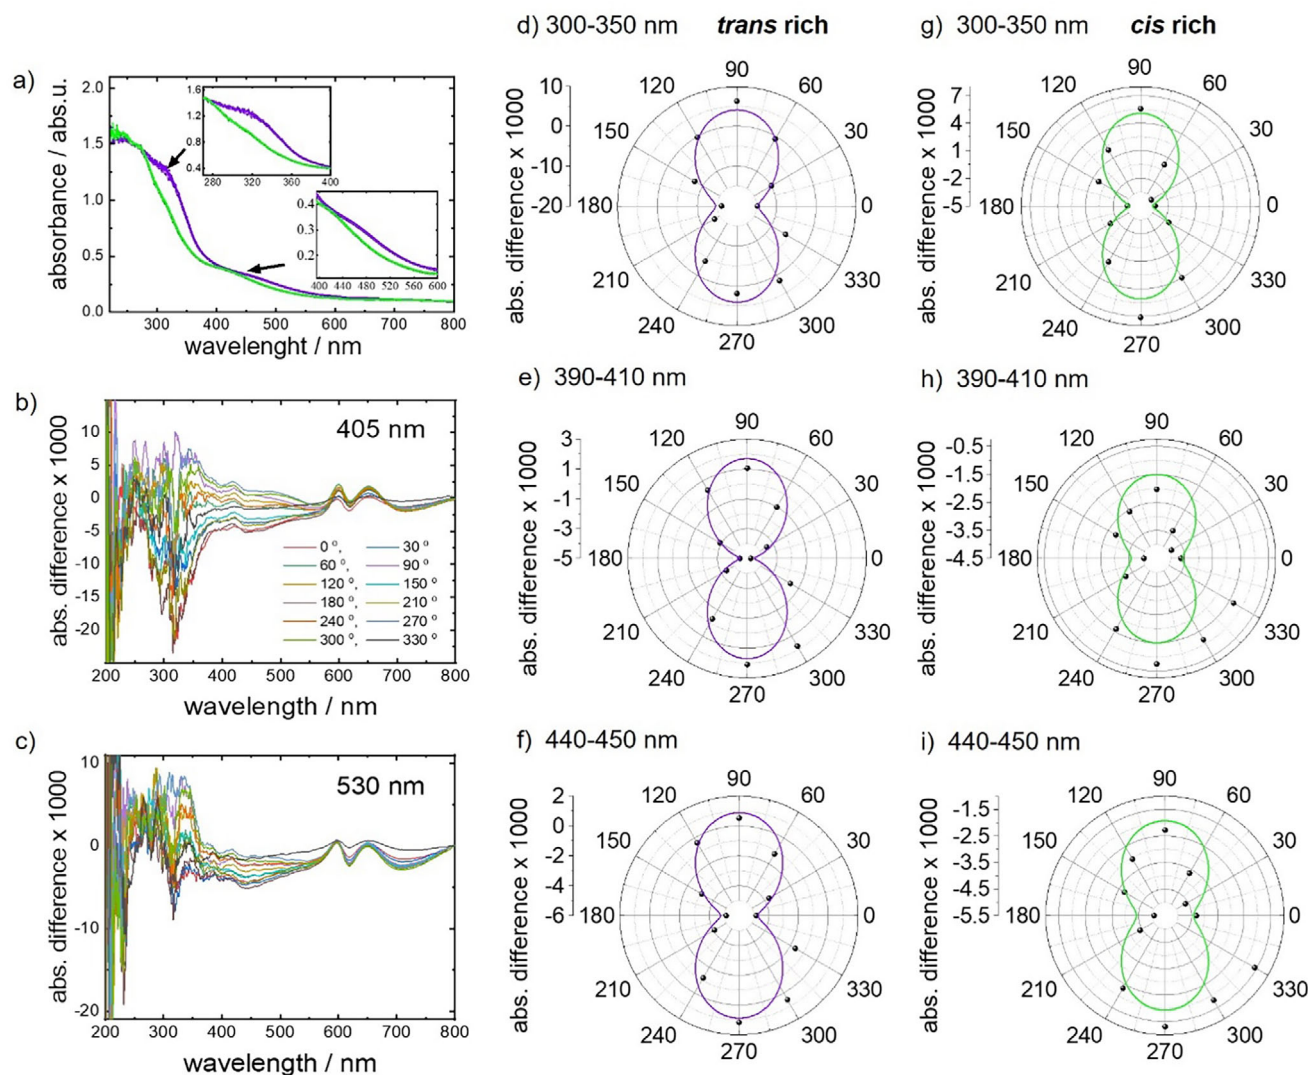 a)
absorbance / abs.u.
2.0
1.5
1.0
0.5
0.0
1.6
1.2
0.8
0.4
280 320 360 400
0.4
0.3
0.2
400 440 480 520 560 600
300 400 500 600 700 800
wavelenght / nm
b)
405 nm
abs. difference x 1000
10
5
0
-5
-10
-15
-20
0 º, 30 º
60 º, 90 º
120 º, 150 º
180 º, 210 º
240 º, 270 º
300 º, 330 º
200 300 400 500 600 700 800
wavelength / nm
c)
530 nm
abs. difference x 1000
10
0
-10
-20
200 300 400 500 600 700 800
wavelength / nm
d) 300-350 nm trans rich
abs. difference x 1000
10
0
-10
-20
90
120 60
150 30
180 0
210 330
240 300
270
e) 390-410 nm
abs. difference x 1000
3
1
-1
-3
-5
90
120 60
150 30
180 0
210 330
240 300
270
f) 440-450 nm
abs. difference x 1000
2
0
-2
-4
-6
90
120 60
150 30
180 0
210 330
240 300
270
g) 300-350 nm cis rich
abs. difference x 1000
7
4
1
-2
-5
90
120 60
150 30
180 0
210 330
240 300
270
h) 390-410 nm
abs. difference x 1000
-0.5
-1.5
-2.5
-3.5
-4.5
90
120 60
150 30
180 0
210 330
240 300
270
i) 440-450 nm
abs. difference x 1000
-1.5
-2.5
-3.5
-4.5
-5.5
90
120 60
150 30
180 0
210 330
240 300
270